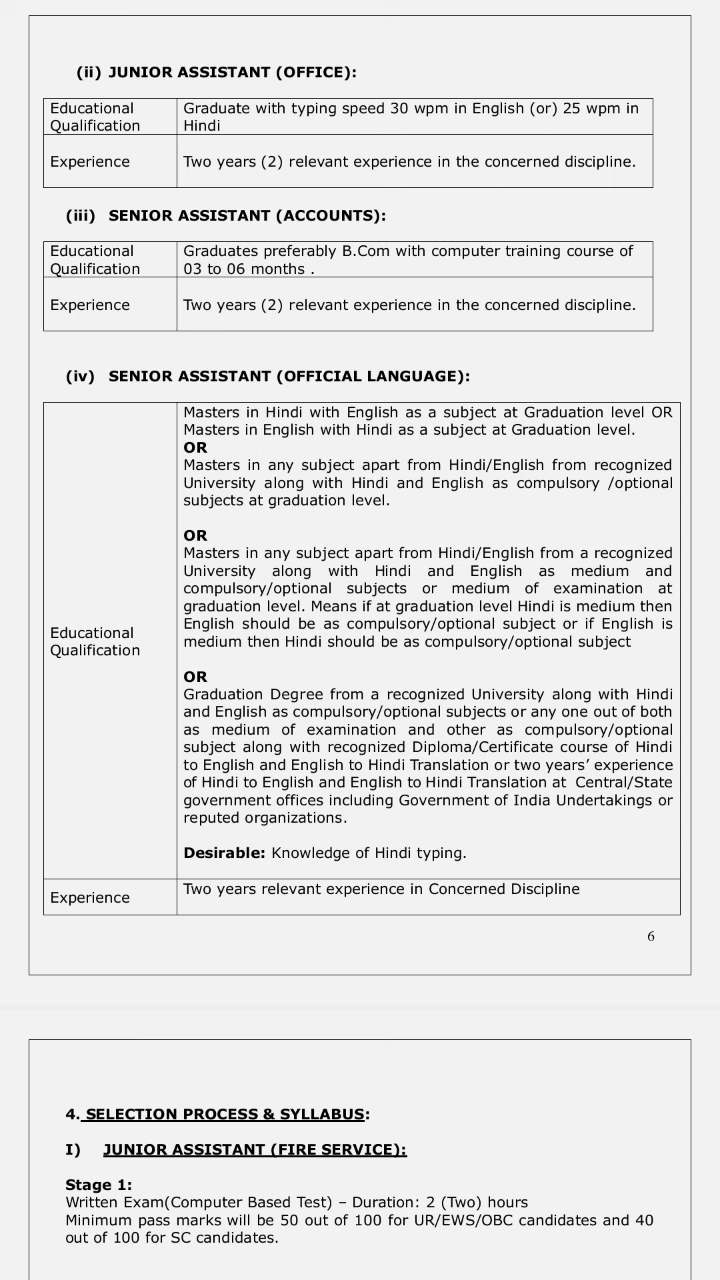 (ii) JUNIOR ASSISTANT (OFFICE):
Educational Qualification
Graduate with typing speed 30 wpm in English (or) 25 wpm in
Hindi
Experience
Two years (2) relevant experience in the concerned discipline.
(iii) SENIOR ASSISTANT (ACCOUNTS):
Educational Qualification
Graduates preferably B.Com with computer training course of
03 to 06 months .
Experience
Two years (2) relevant experience in the concerned discipline.
(iv) SENIOR ASSISTANT (OFFICIAL LANGUAGE):
Educational
Qualification
Masters in Hindi with English as a subject at Graduation level OR
Masters in English with Hindi as a subject at Graduation level.
OR
Masters in any subject apart from Hindi/English from recognized
University along with Hindi and English as compulsory /optional
subjects at graduation level.
OR
Masters in any subject apart from Hindi/English from a recognized
University along with Hindi and English as medium and
compulsory/optional subjects or medium of examination at
graduation level. Means if at graduation level Hindi is medium then
English should be as compulsory/optional subject or if English is
medium then Hindi should be as compulsory/optional subject
OR
Graduation Degree from a recognized University along with Hindi
and English as compulsory/optional subjects or any one out of both
as medium of examination and other as compulsory/optional
subject along with recognized Diploma/Certificate course of Hindi
to English and English to Hindi Translation or two years’ experience
of Hindi to English and English to Hindi Translation at Central/State
government offices including Government of India Undertakings or
reputed organizations.
Desirable: Knowledge of Hindi typing.
Experience
Two years relevant experience in Concerned Discipline
6
4. SELECTION PROCESS & SYLLABUS:
I) JUNIOR ASSISTANT (FIRE SERVICE):
Stage 1:
Written Exam(Computer Based Test) – Duration: 2 (Two) hours
Minimum pass marks will be 50 out of 100 for UR/EWS/OBC candidates and 40
out of 100 for SC candidates.